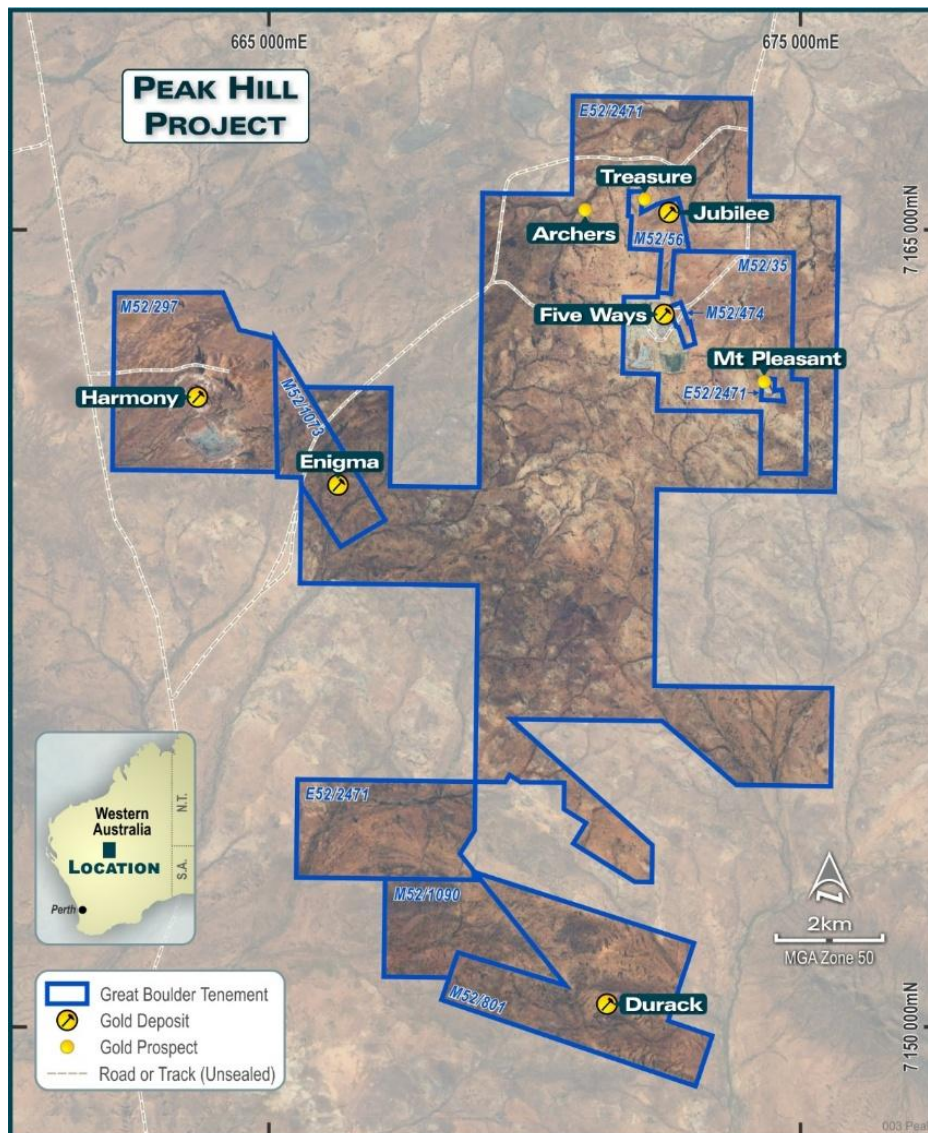 665 000mE
675 000mE
PEAK HILL
PROJECT
E52/2471
Treasure
Jubilee
Archers
M52/56
7 165 000mN
M52/35
M52/297
Five Ways
M52/474
Mt Pleasant
E52/2471
Harmony
M52/1073
Enigma
Western
Australia
LOCATION
N.T.
S.A.
Perth
E52/2471
M52/1090
2km
MGA Zone 50
M52/801
Durack
7 150 000mN
Great Boulder Tenement
Gold Deposit
Gold Prospect
Road or Track (Unsealed)
003 Peak